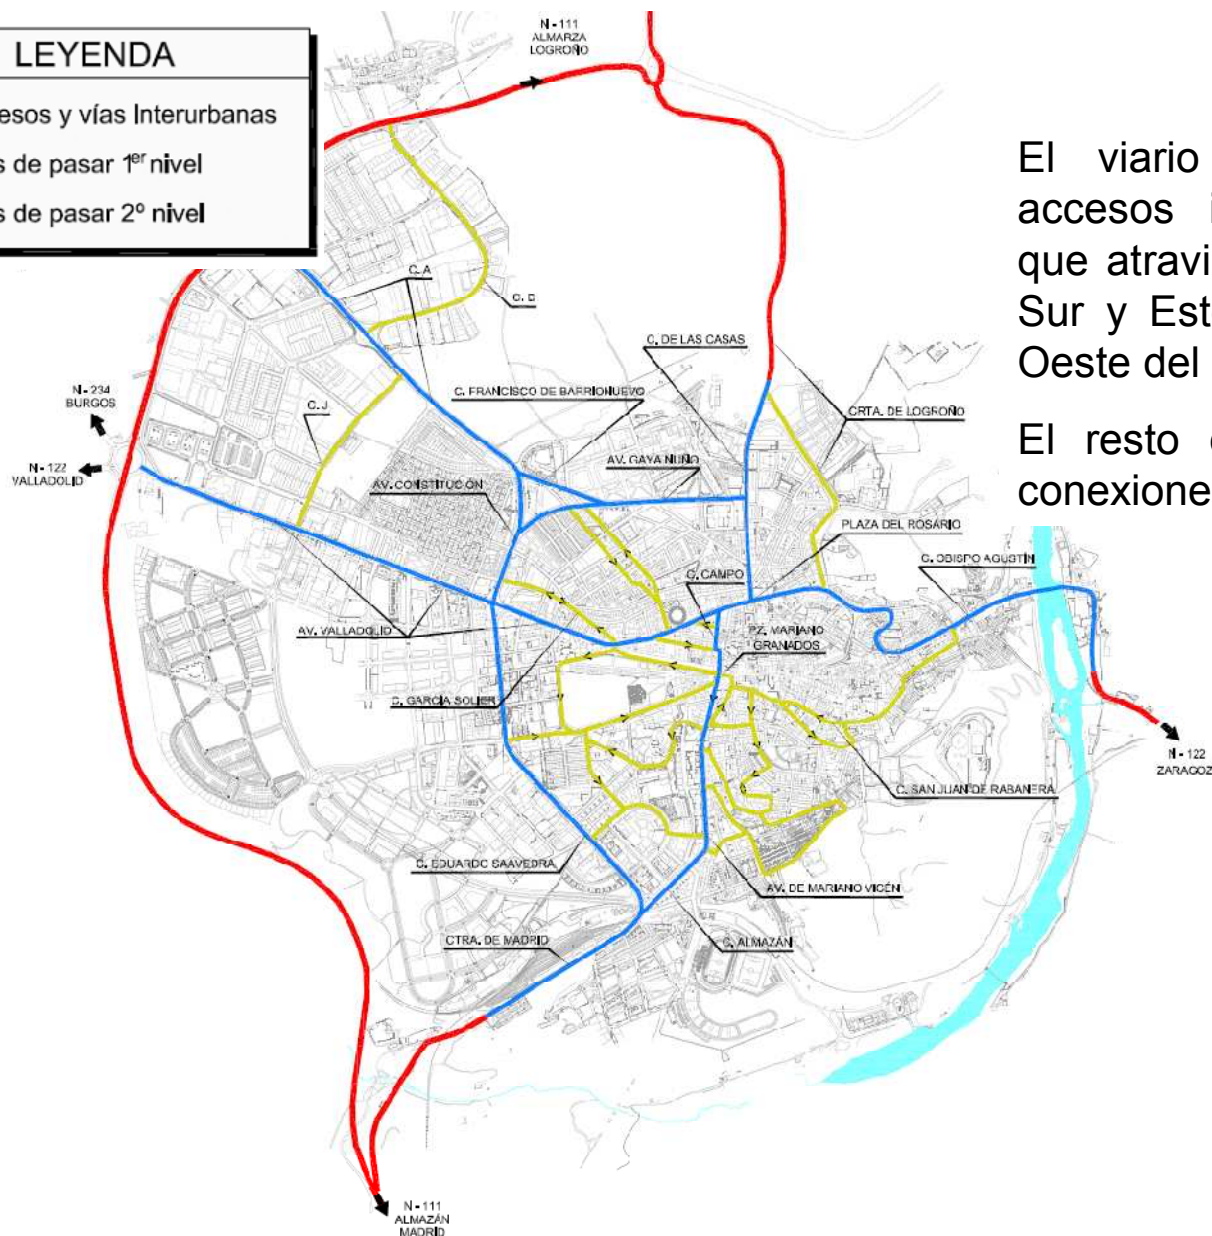 LEYENDA
esos y vías Interurbanas
s de pasar 1er nivel
s de pasar 2º nivel
N - 111
ALMARZA
LOGROÑO
El viario
accesos i
que atravi
Sur y Est
Oeste del
El resto
conexione
C. A
C. DE LAS CASAS
C. FRANCISCO DE BARRIONUEVO
N - 234
BURGOS
C. J
CRTA. DE LOGROÑO
AV. GAYA NUÑO
N - 122
VALLADOLID
AV. CONSTITUCIÓN
PLAZA DEL ROSARIO
C. OBISPO AGUSTÍN
C. CAMPO
AV. VALLADOLID
PZ. MARIANO
GRANADOS
C. GARCÍA SOLIER
N - 122
ZARAGOZ
C. SAN JUAN DE RABANERA
C. EDUARDO SAAVEDRA
AV. DE MARIANO VICÉN
CTRA. DE MADRID
C. ALMAZÁN
N - 111
ALMAZÁN
MADRID